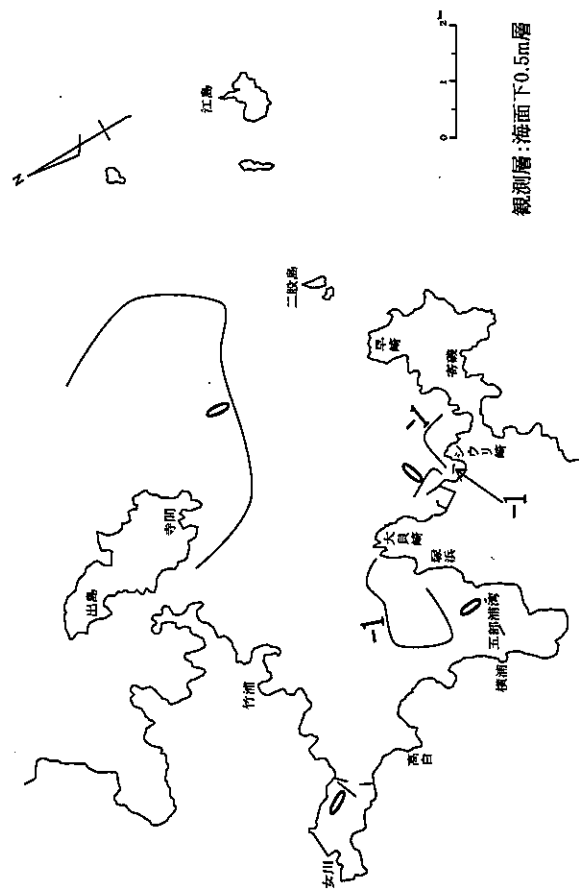 N
江島
0 1 2
観測層:海面下0.5m層
二股島
早崎
寄磯
0
-1
シウリ崎
0
-1
寺間
出島
大貝崎
塚浜
-1
0
五部浦湾
横浦
竹浦
高白
0
女川